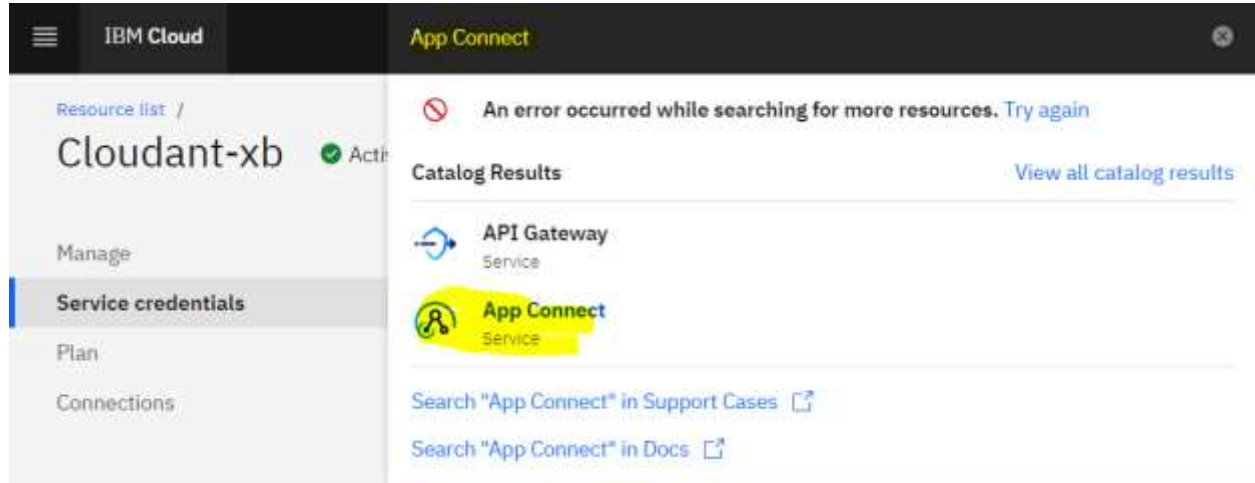 IBM Cloud
App Connect
Resource list /
Cloudant-xb
Acti
Manage
Service credentials
Plan
Connections
An error occurred while searching for more resources. Try again
Catalog Results
View all catalog results
API Gateway
Service
App Connect
Service
Search "App Connect" in Support Cases
Search "App Connect" in Docs